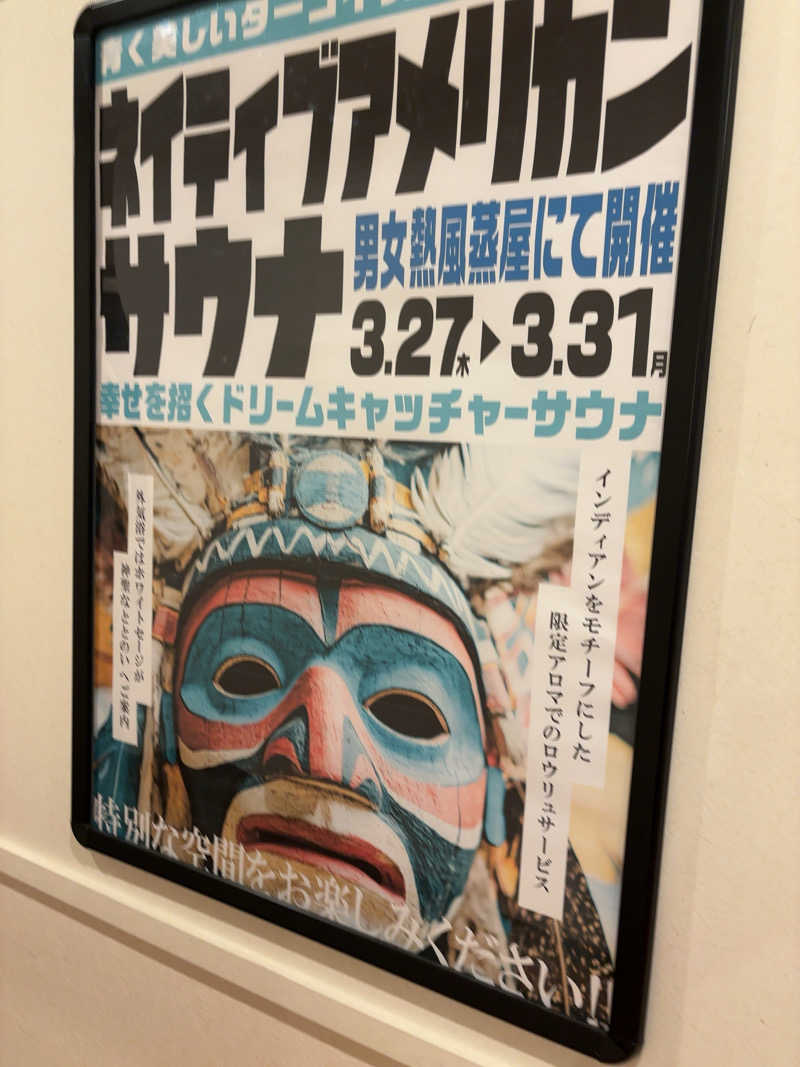 青く美しいターコイズ
ネイティブアメリカン
サウナ
男女熱風蒸屋にて開催
3.27木▶3.31月
幸せを招くドリームキャッチャーサウナ
インディアンをモチーフにした
限定アロマでのロウリュサービス
外気浴ではホワイトセージが
神聖なととのいへご案内
特別な空間をお楽しみください!!